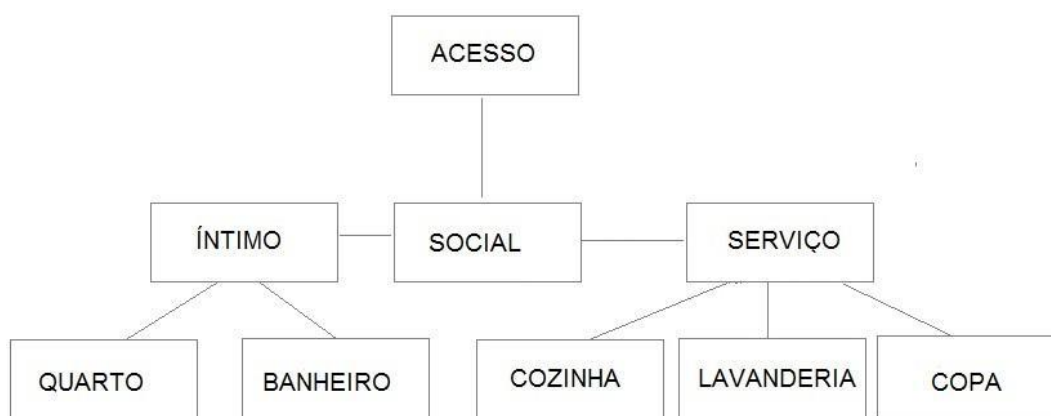 ACESSO
ÍNTIMO
SOCIAL
SERVIÇO
QUARTO
BANHEIRO
COZINHA
LAVANDERIA
COPA